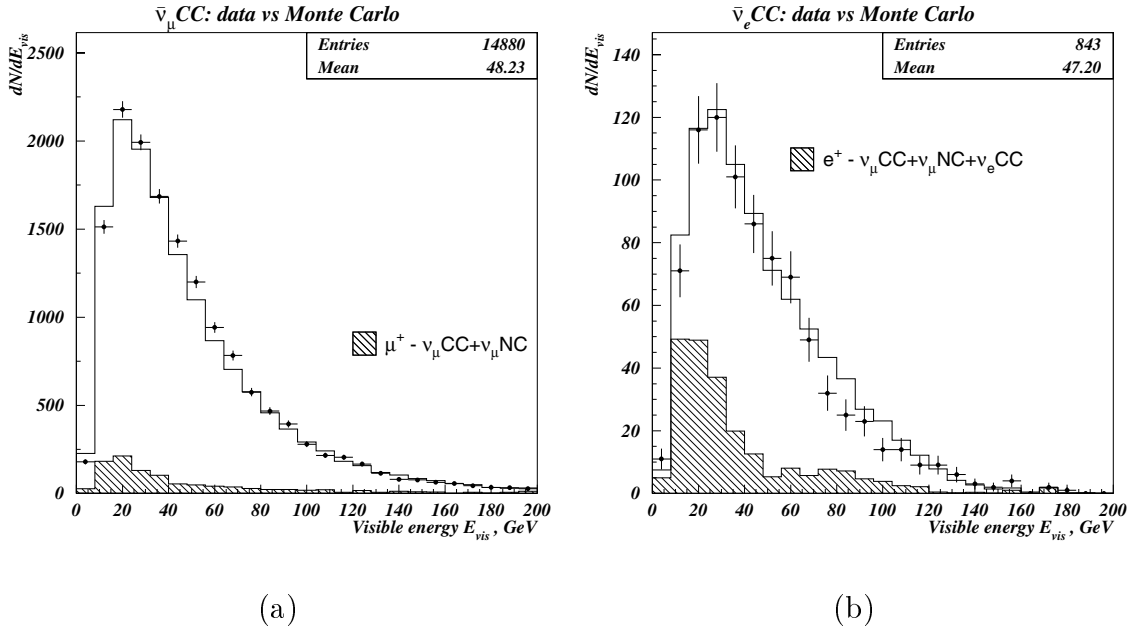 ν̄μCC: data vs Monte Carlo
Entries 14880
Mean 48.23
dN/dEvis
2500
2000
1500
1000
500
0
μ+ - νμCC+νμNC
0 20 40 60 80 100 120 140 160 180 200
Visible energy Evis , GeV
(a)
ν̄eCC: data vs Monte Carlo
Entries 843
Mean 47.20
dN/dEvis
140
120
100
80
60
40
20
0
e+ - νμCC+νμNC+νeCC
0 20 40 60 80 100 120 140 160 180 200
Visible energy Evis , GeV
(b)